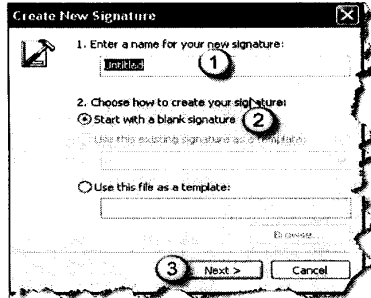 Create New Signature
1. Enter a name for your new signature:
Untitled
1
2. Choose how to create your signature:
Start with a blank signature
2
Use this existing signature as a template:
Use this file as a template:
Browse...
3
Next >
Cancel